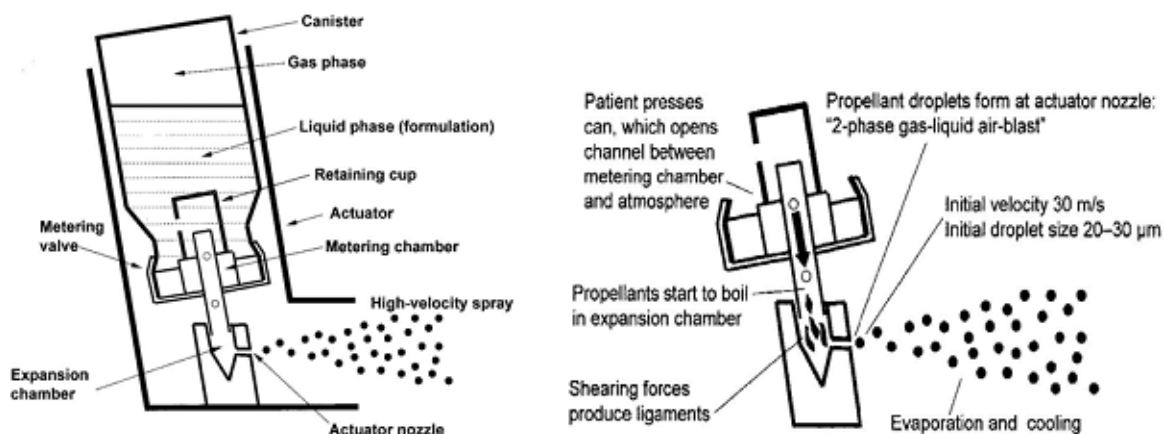 Canister
Gas phase
Liquid phase (formulation)
Retaining cup
Actuator
Metering
valve
Metering chamber
High-velocity spray
Expansion
chamber
Actuator nozzle
Patient presses
can, which opens
channel between
metering chamber
and atmosphere
Propellant droplets form at actuator nozzle:
“2-phase gas-liquid air-blast”
Initial velocity 30 m/s
Initial droplet size 20–30 µm
Propellants start to boil
in expansion chamber
Shearing forces
produce ligaments
Evaporation and cooling